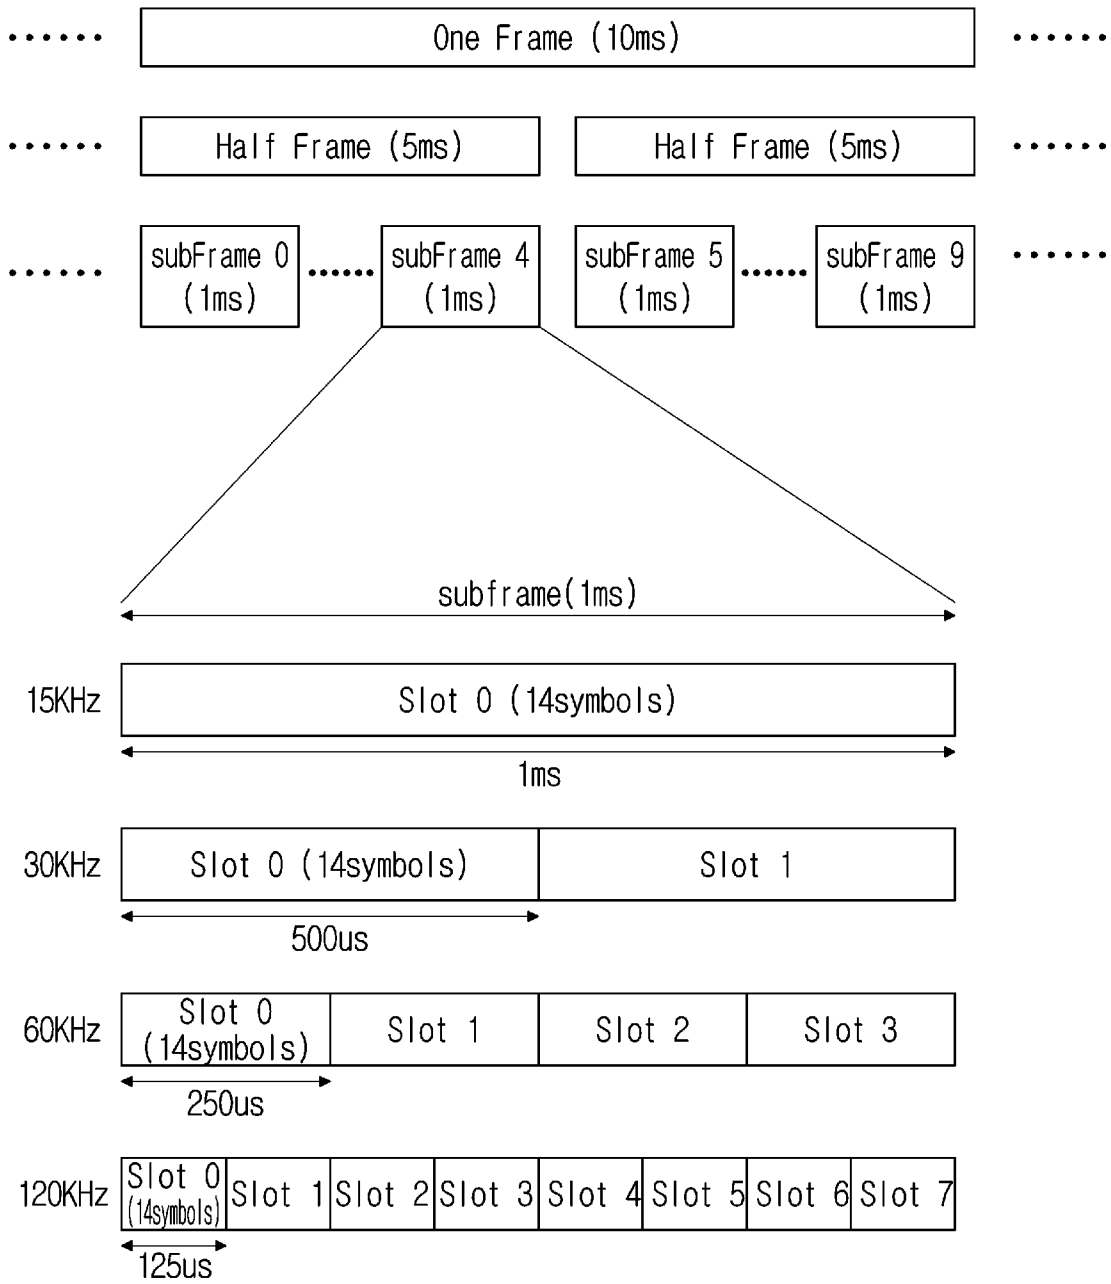 One Frame (10ms)
Half Frame (5ms)
Half Frame (5ms)
subFrame 0
(1ms)
subFrame 4
(1ms)
subFrame 5
(1ms)
subFrame 9
(1ms)
subframe(1ms)
15KHz
Slot 0 (14symbols)
1ms
30KHz
Slot 0 (14symbols)
Slot 1
500us
60KHz
Slot 0
(14symbols)
Slot 1
Slot 2
Slot 3
250us
120KHz
Slot 0
(14symbols)
Slot 1
Slot 2
Slot 3
Slot 4
Slot 5
Slot 6
Slot 7
125us